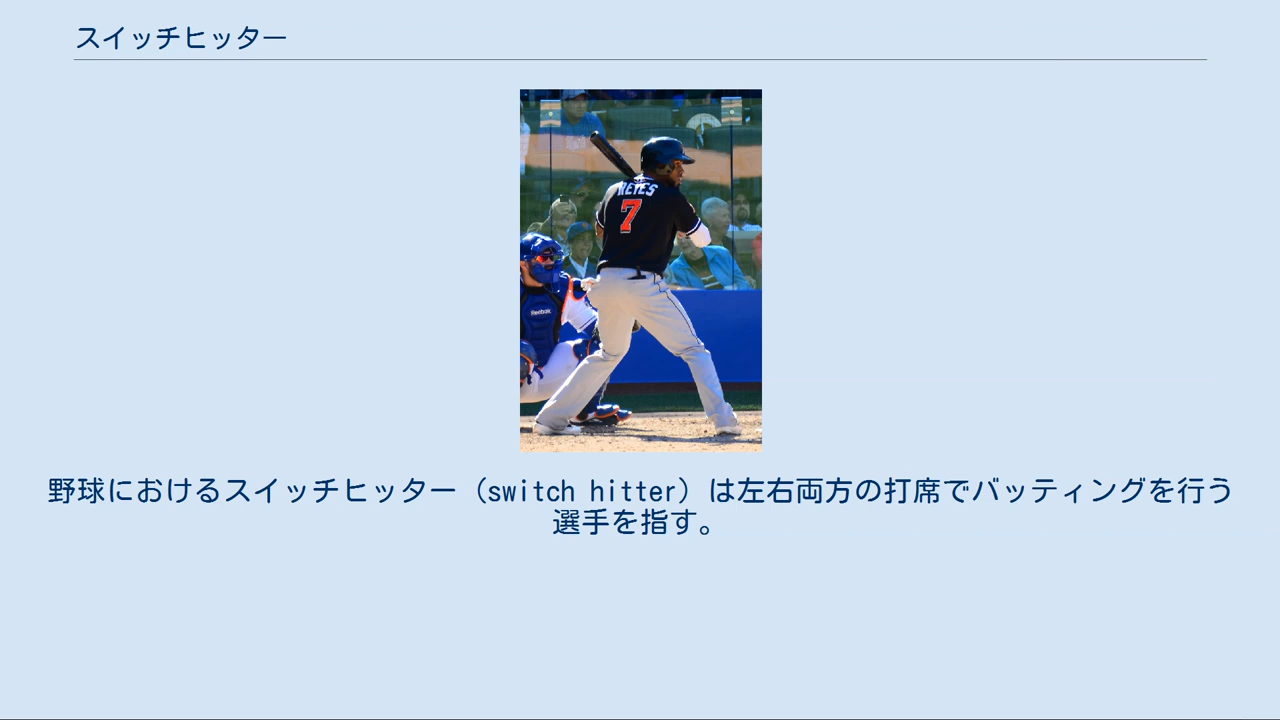 スイッチヒッター
REYES
7
Reebok
野球におけるスイッチヒッター（switch hitter）は左右両方の打席でバッティングを行う
選手を指す。